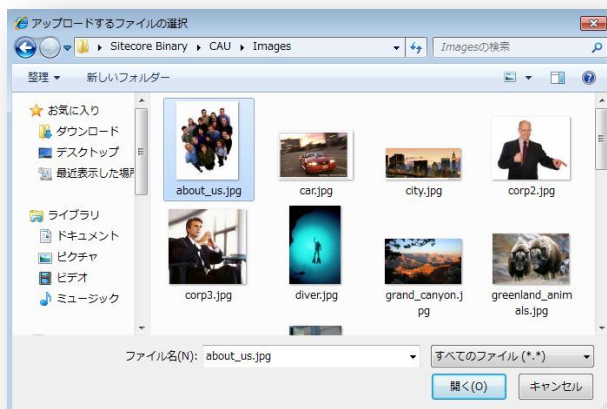 アップロードするファイルの選択
Sitecore Binary CAU Images
Imagesの検索
整理 新しいフォルダー
お気に入り
ダウンロード
デスクトップ
最近表示した場所
ライブラリ
ドキュメント
ピクチャ
ビデオ
ミュージック
about_us.jpg
car.jpg
city.jpg
corp2.jpg
corp3.jpg
diver.jpg
grand_canyon.j
pg
greenland_anim
als.jpg
ファイル名(N): about_us.jpg
すべてのファイル (*.*)
開く(O) キャンセル